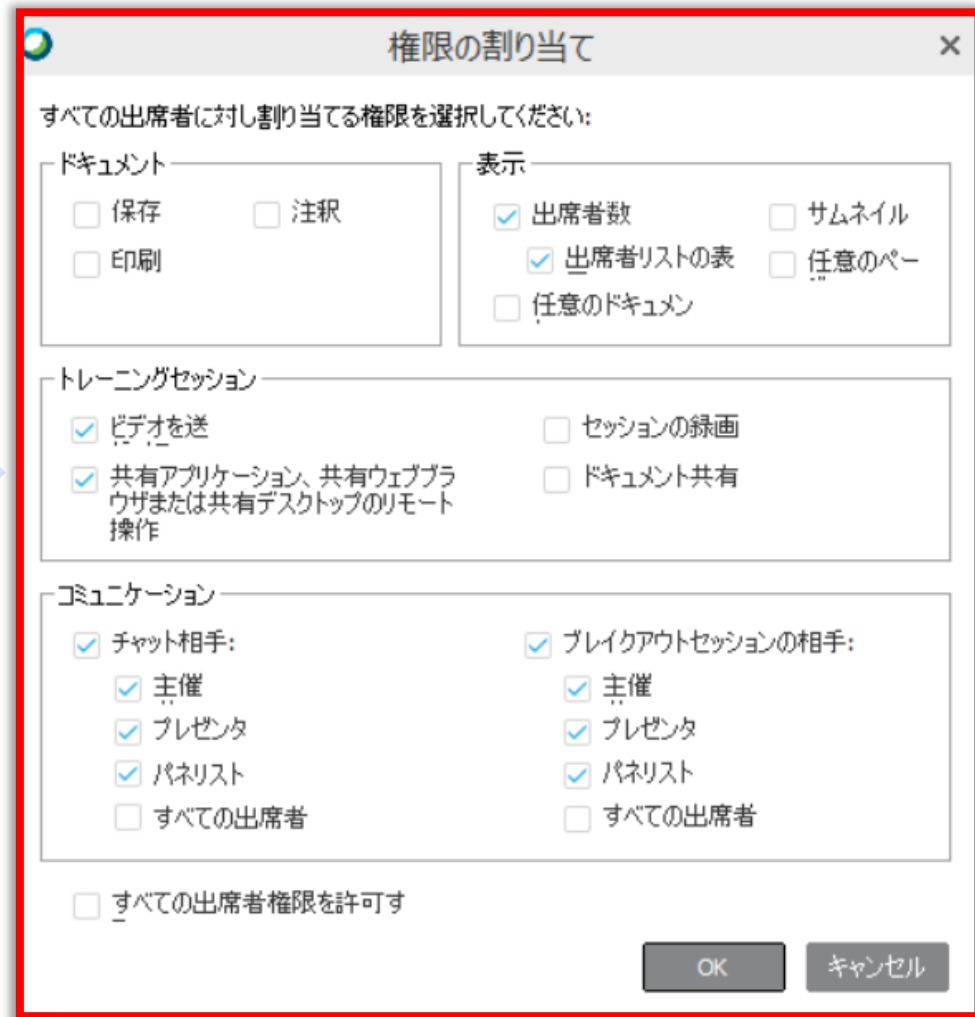 権限の割り当て
すべての出席者に対し割り当てる権限を選択してください:
ドキュメント
保存
注釈
印刷
表示
出席者数
サムネイル
出席者リストの表
任意のペー
任意のドキュメン
トレーニングセッション
ビデオを送
セッションの録画
共有アプリケーション、共有ウェブブラ
ウザまたは共有デスクトップのリモート
操作
ドキュメント共有
コミュニケーション
チャット相手:
主催
プレゼンタ
パネリスト
すべての出席者
ブレイクアウトセッションの相手:
主催
プレゼンタ
パネリスト
すべての出席者
すべての出席者権限を許可す
OK
キャンセル